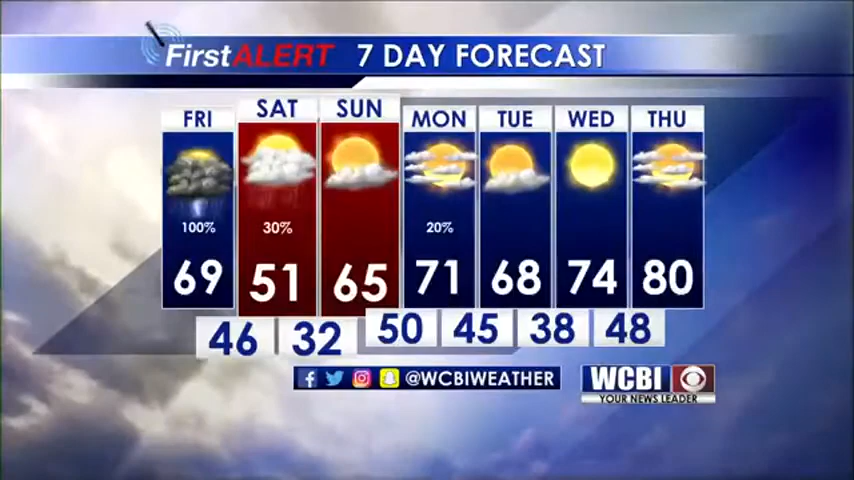 FirstALERT 7 DAY FORECAST
FRI SAT SUN MON TUE WED THU
100% 30% 20%
69 51 65 71 68 74 80
46 32 50 45 38 48
@WCBIWEATHER
WCBI
YOUR NEWS LEADER